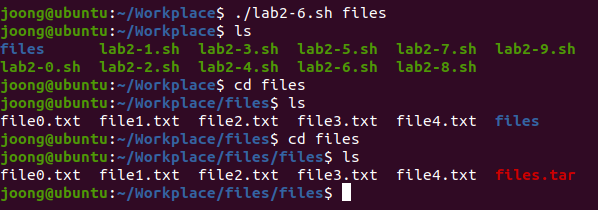 joong@ubuntu:~/Workplace$ ./lab2-6.sh files
joong@ubuntu:~/Workplace$ ls
files lab2-1.sh lab2-3.sh lab2-5.sh lab2-7.sh lab2-9.sh
lab2-0.sh lab2-2.sh lab2-4.sh lab2-6.sh lab2-8.sh
joong@ubuntu:~/Workplace$ cd files
joong@ubuntu:~/Workplace/files$ ls
file0.txt file1.txt file2.txt file3.txt file4.txt files
joong@ubuntu:~/Workplace/files$ cd files
joong@ubuntu:~/Workplace/files/files$ ls
file0.txt file1.txt file2.txt file3.txt file4.txt files.tar
joong@ubuntu:~/Workplace/files/files$